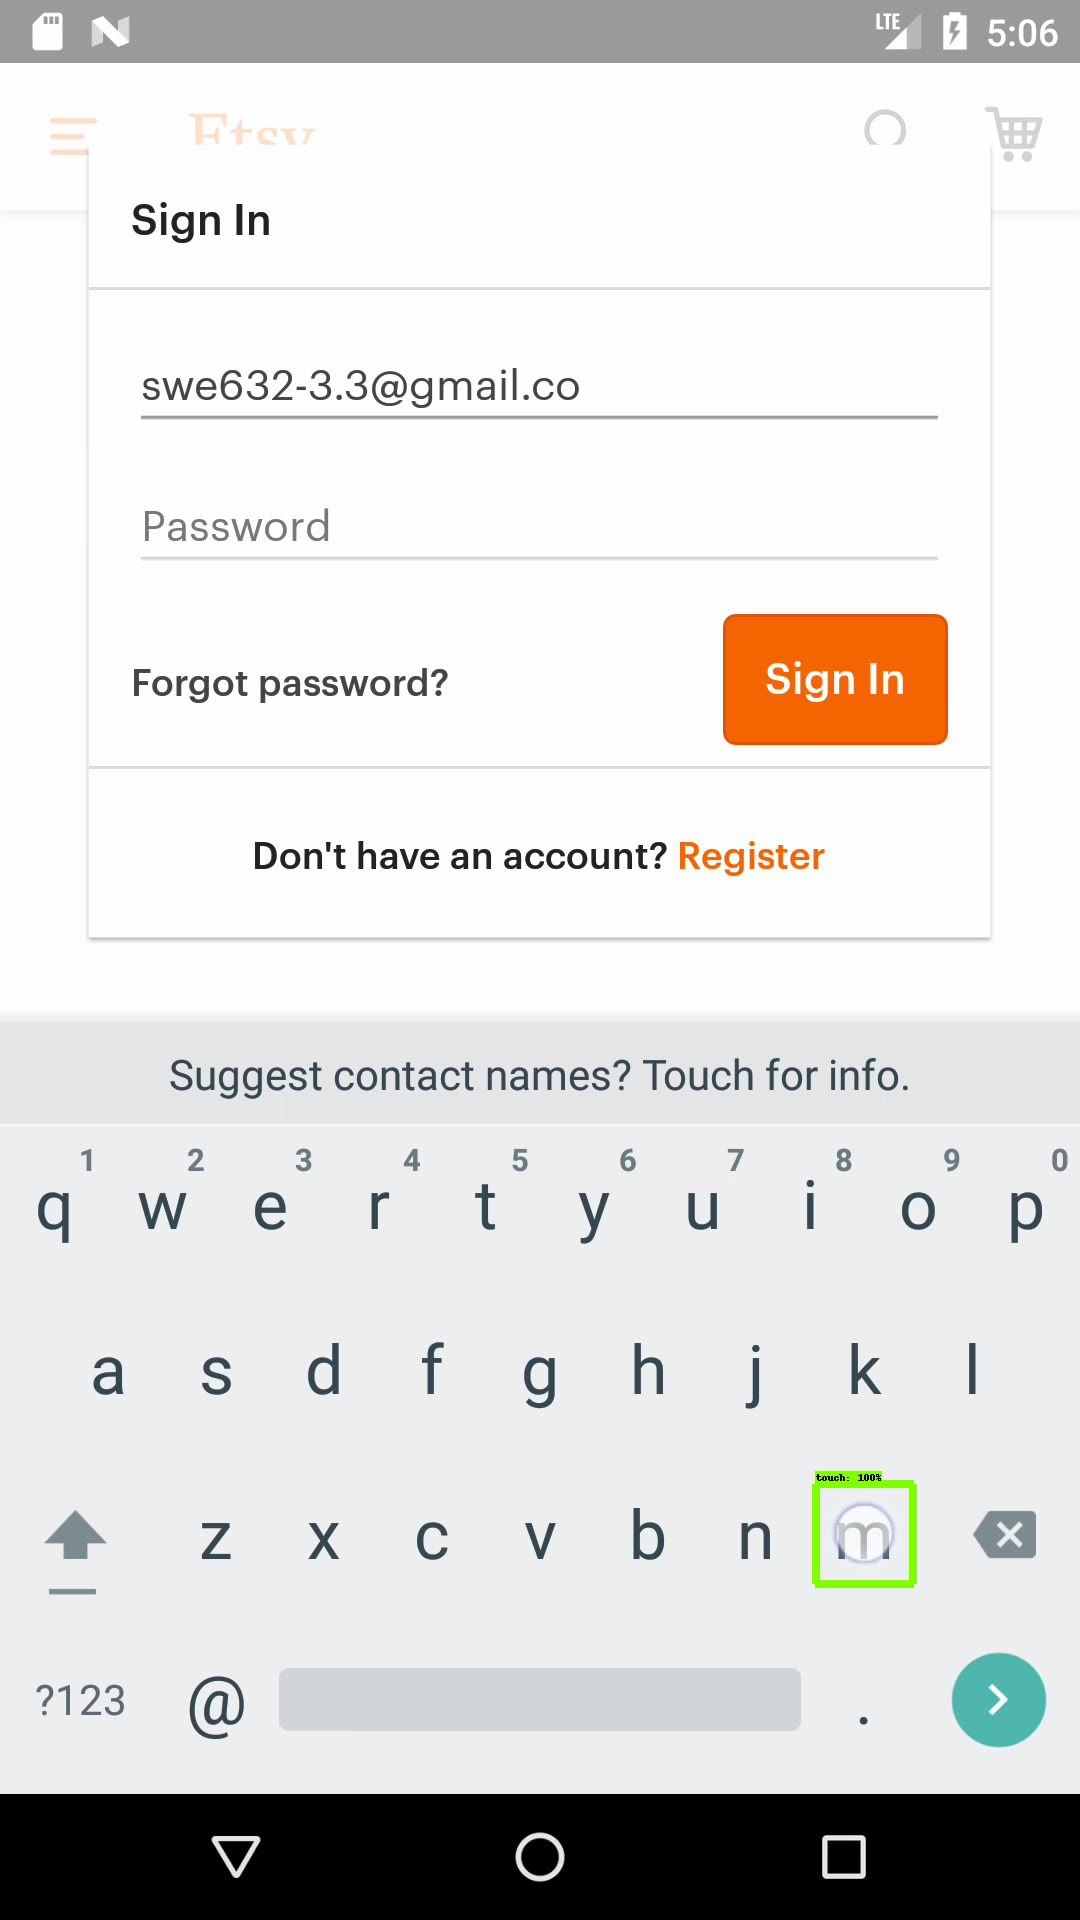 LTE 5:06
Etsy
Sign In
swe632-3.3@gmail.co
Password
Forgot password? Sign In
Don't have an account? Register
Suggest contact names? Touch for info.
1 2 3 4 5 6 7 8 9 0
q w e r t y u i o p
a s d f g h j k l
touch: 100%
z x c v b n m
?123 @ .